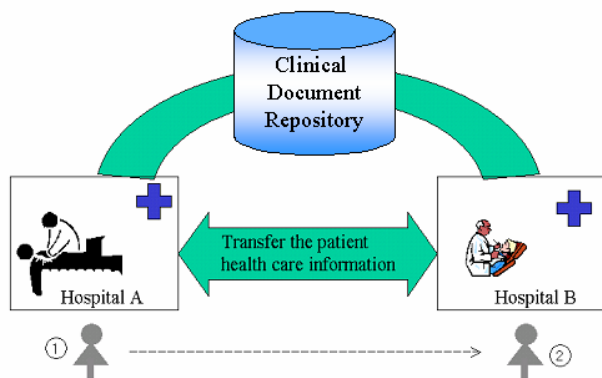 Clinical
Document
Repository
Transfer the patient
health care information
Hospital A
Hospital B
①
②